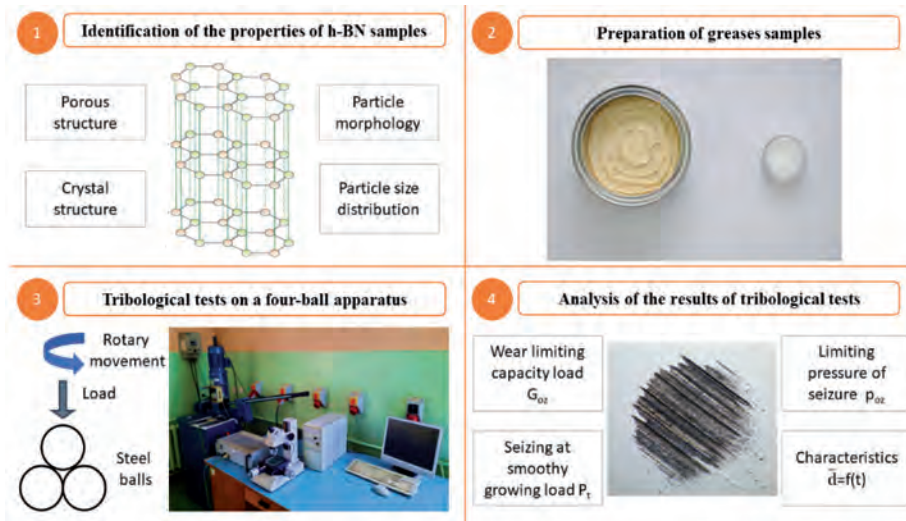 1
Identification of the properties of h-BN samples
Porous
structure
Particle
morphology
Crystal
structure
Particle size
distribution
2
Preparation of greases samples
3
Tribological tests on a four-ball apparatus
Rotary
movement
Load
Steel
balls
4
Analysis of the results of tribological tests
Wear limiting
capacity load
Goz
Limiting
pressure of
seizure poz
Seizing at
smoothy
growing load Pt
Characteristics
d̅=f(t)